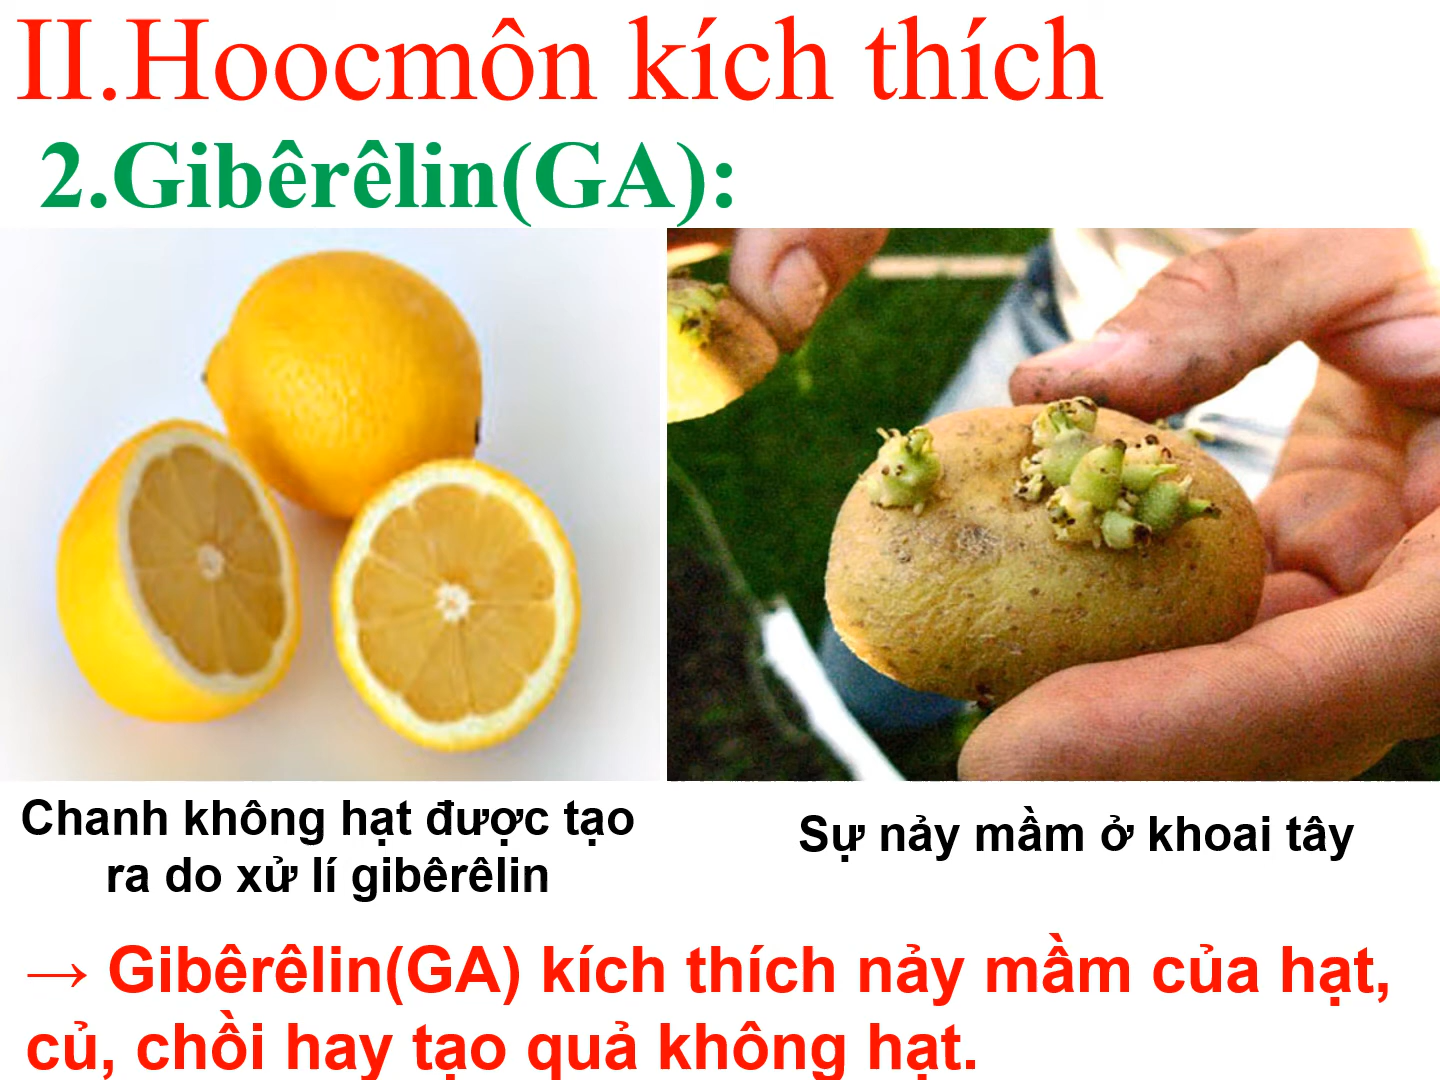 II.Hoocmôn kích thích
2.Gibêrêlin(GA):
Chanh không hạt được tạo
ra do xử lí gibêrêlin
Sự nảy mầm ở khoai tây
→ Gibêrêlin(GA) kích thích nảy mầm của hạt,
củ, chồi hay tạo quả không hạt.